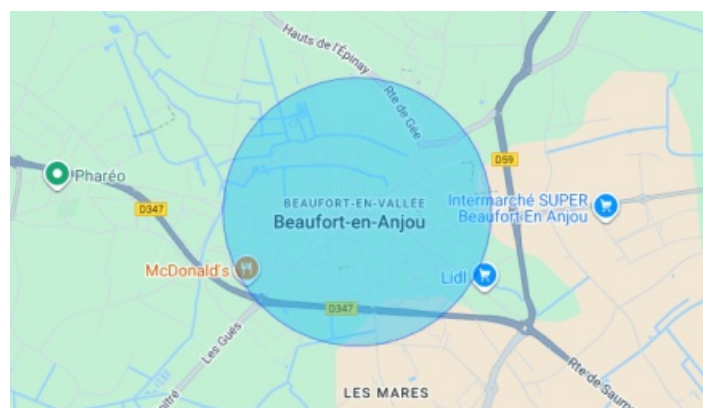 Hauts de l'Épinay
Rte de Gée
D59
Pharéo
D347
BEAUFORT-EN-VALLÉE
Beaufort-en-Anjou
Intermarché SUPER
Beaufort En Anjou
McDonald's
Lidl
D347
Les Gués
LES MARES
Rte de Saum